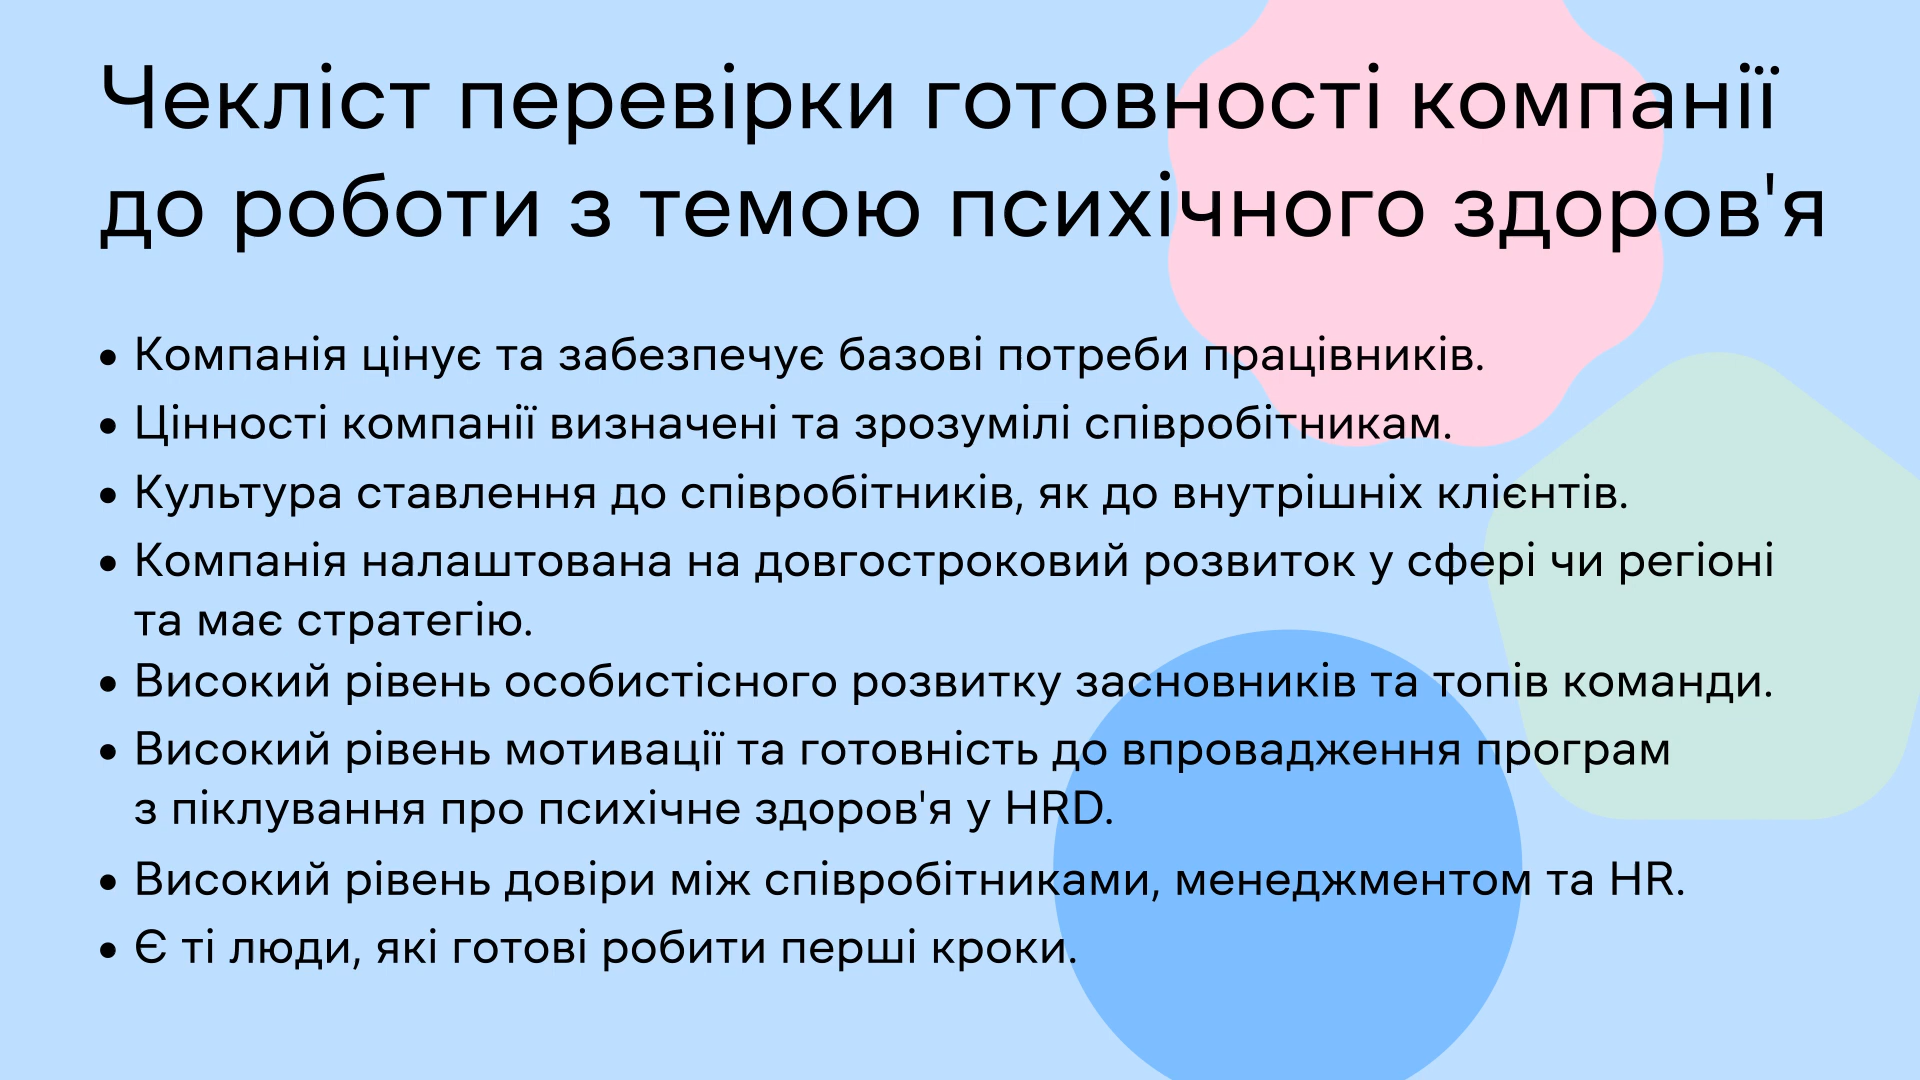 Чекліст перевірки готовності компанії
до роботи з темою психічного здоров'я
• Компанія цінує та забезпечує базові потреби працівників.
• Цінності компанії визначені та зрозумілі співробітникам.
• Культура ставлення до співробітників, як до внутрішніх клієнтів.
• Компанія налаштована на довгостроковий розвиток у сфері чи регіоні
та має стратегію.
• Високий рівень особистісного розвитку засновників та топів команди.
• Високий рівень мотивації та готовність до впровадження програм
з піклування про психічне здоров'я у HRD.
• Високий рівень довіри між співробітниками, менеджментом та HR.
• Є ті люди, які готові робити перші кроки.